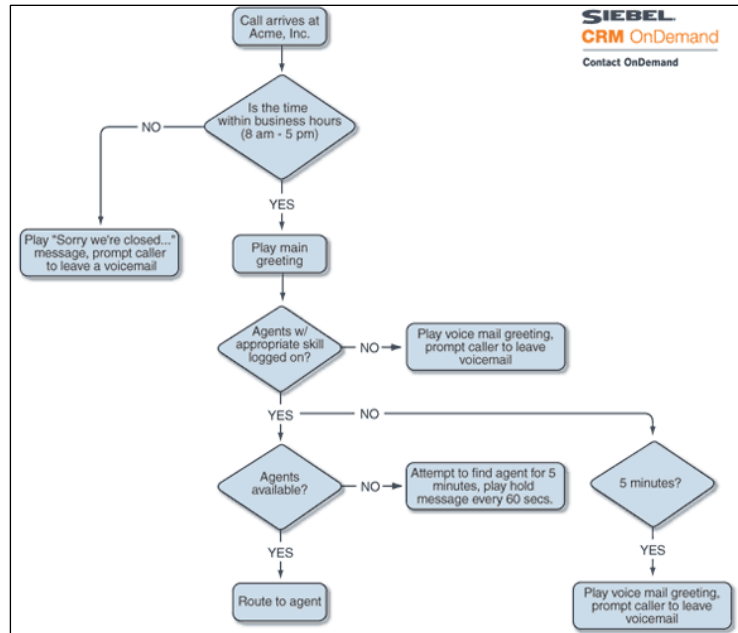 Call arrives at
Acme, Inc.
SIEBEL.
CRM OnDemand
Contact OnDemand
Is the time
within business hours
(8 am - 5 pm)
NO
YES
Play "Sorry we're closed..."
message, prompt caller
to leave a voicemail
Play main
greeting
Agents w/
appropriate skill
logged on?
NO
Play voice mail greeting,
prompt caller to leave
voicemail
YES
NO
Agents
available?
NO
Attempt to find agent for 5
minutes, play hold
message every 60 secs.
5 minutes?
YES
YES
Route to agent
Play voice mail greeting,
prompt caller to leave
voicemail